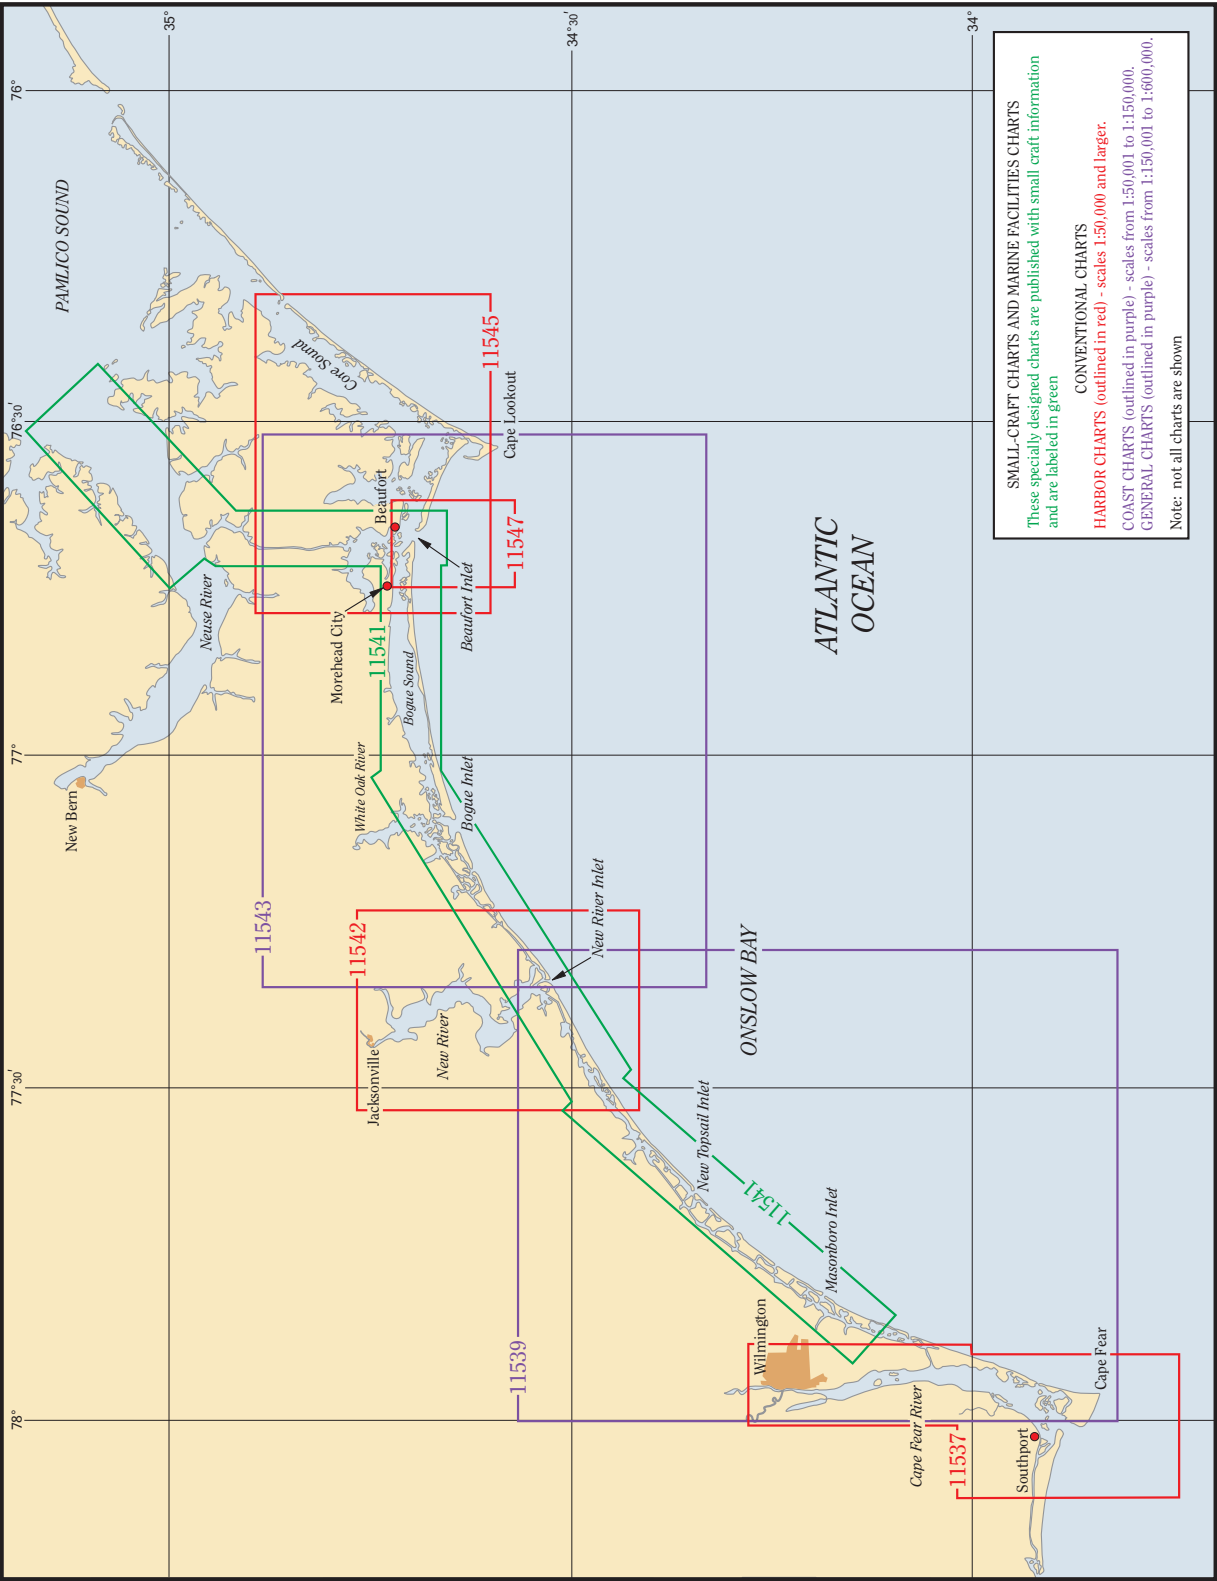 35°
34°30'
34°
76°
76°30'
77°
77°30'
78°
PAMLICO SOUND
Core Sound
11545
Cape Lookout
Beaufort
11547
Neuse River
Morehead City
11541
Beaufort Inlet
Bogue Sound
New Bern
White Oak River
Bogue Inlet
ATLANTIC
OCEAN
11543
11542
New River Inlet
ONSLOW BAY
New River
Jacksonville
New Topsail Inlet
11541
Masonboro Inlet
11539
Wilmington
Cape Fear
Cape Fear River
11537
Southport
SMALL-CRAFT CHARTS AND MARINE FACILITIES CHARTS
These specially designed charts are published with small craft information
and are labeled in green
CONVENTIONAL CHARTS
HARBOR CHARTS (outlined in red) - scales 1:50,000 and larger.
COAST CHARTS (outlined in purple) - scales from 1:50,001 to 1:150,000.
GENERAL CHARTS (outlined in purple) - scales from 1:150,001 to 1:600,000.
Note: not all charts are shown